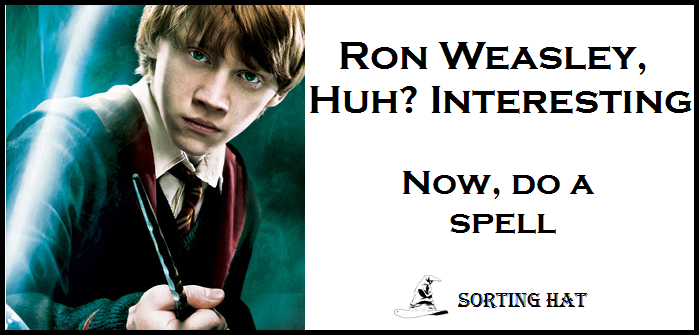 Ron Weasley,
Huh? Interesting
Now, do a
spell
SORTING HAT